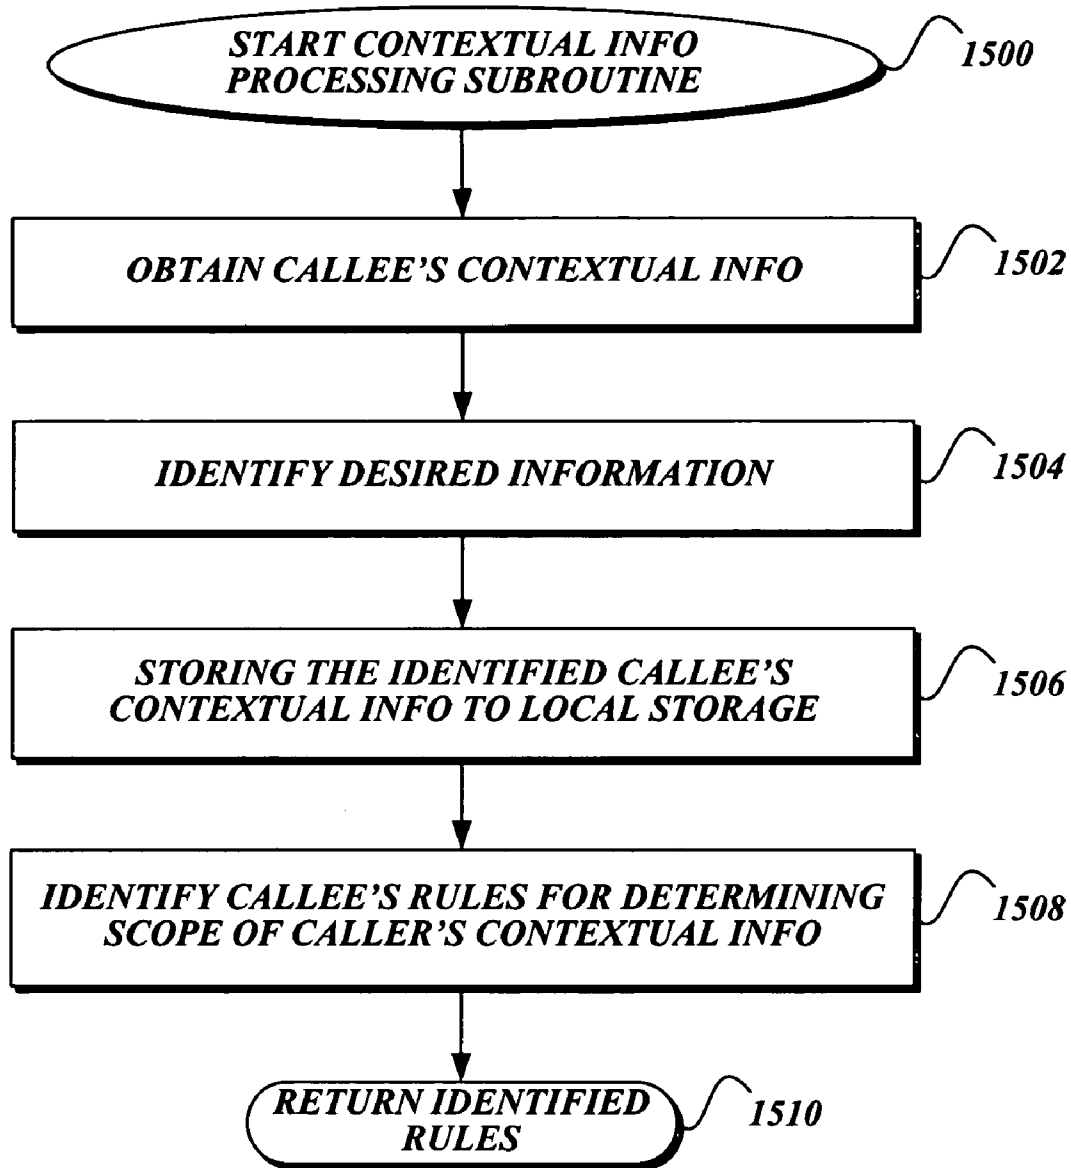 START CONTEXTUAL INFO
PROCESSING SUBROUTINE
1500
OBTAIN CALLEE'S CONTEXTUAL INFO
1502
IDENTIFY DESIRED INFORMATION
1504
STORING THE IDENTIFIED CALLEE'S
CONTEXTUAL INFO TO LOCAL STORAGE
1506
IDENTIFY CALLEE'S RULES FOR DETERMINING
SCOPE OF CALLER'S CONTEXTUAL INFO
1508
RETURN IDENTIFIED
RULES
1510